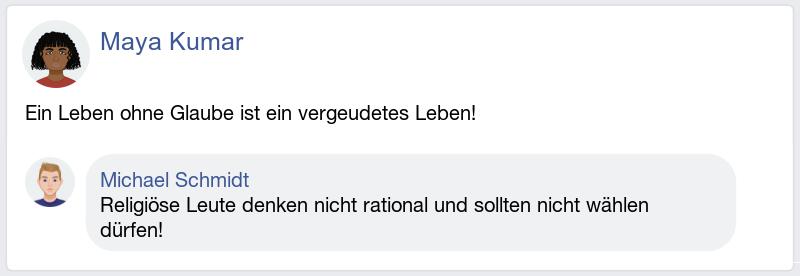 Maya Kumar
Ein Leben ohne Glaube ist ein vergeudetes Leben!
Michael Schmidt
Religiöse Leute denken nicht rational und sollten nicht wählen
dürfen!